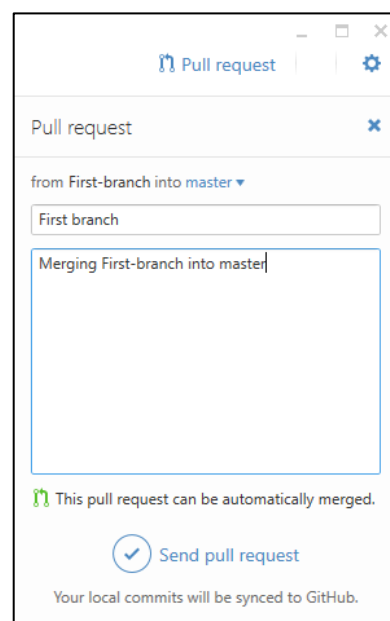 Pull request
Pull request
from First-branch into master
First branch
Merging First-branch into master
This pull request can be automatically merged.
Send pull request
Your local commits will be synced to GitHub.